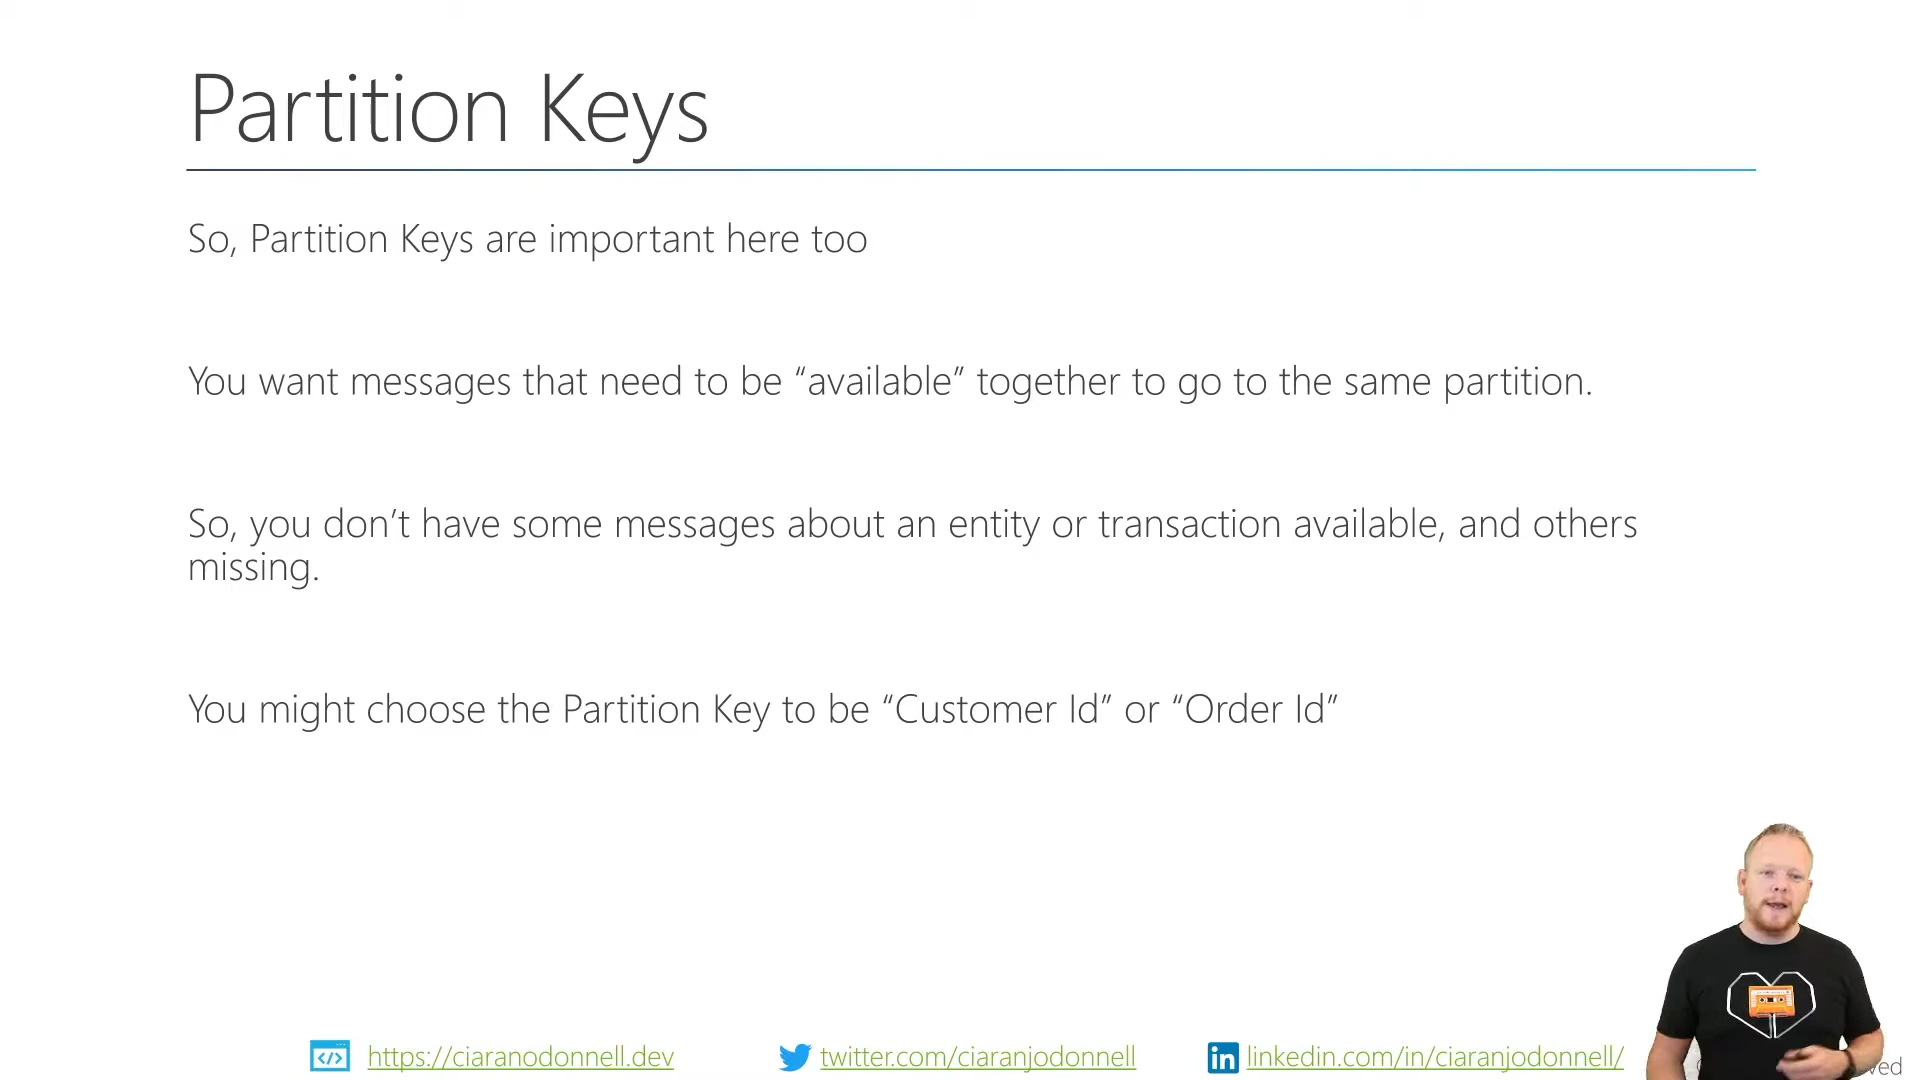 Partition Keys
So, Partition Keys are important here too
You want messages that need to be “available” together to go to the same partition.
So, you don’t have some messages about an entity or transaction available, and others
missing.
You might choose the Partition Key to be “Customer Id” or “Order Id”
https://ciaranodonnell.dev
twitter.com/ciaranjodonnell
linkedin.com/in/ciaranjodonnell/